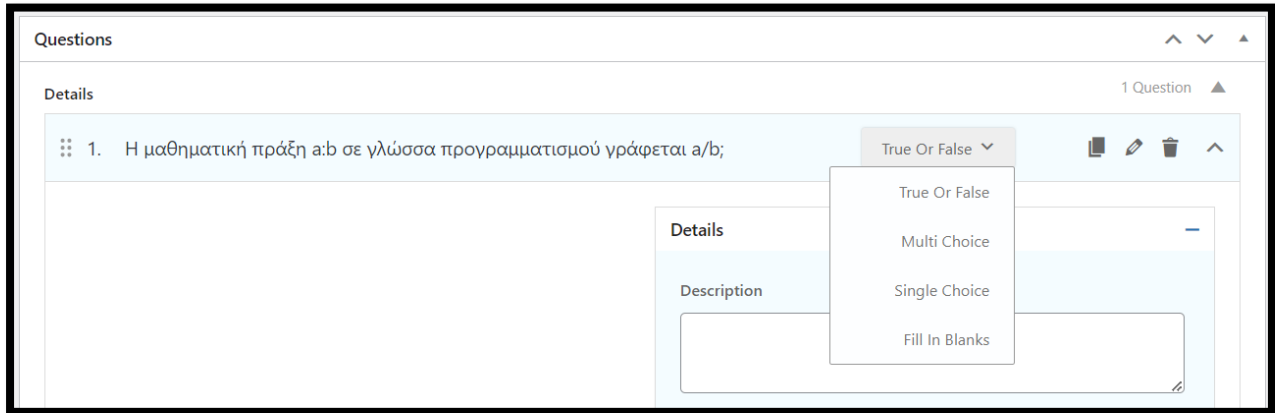 Questions
Details
1 Question
1. Η μαθηματική πράξη a:b σε γλώσσα προγραμματισμού γράφεται a/b;
True Or False
True Or False
Multi Choice
Single Choice
Fill In Blanks
Details
Description